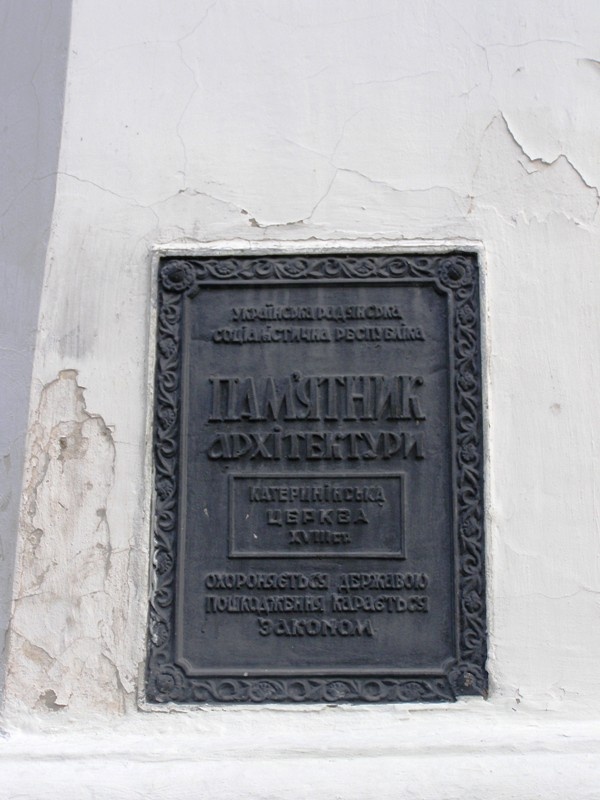 УКРАЇНСЬКА РАДЯНСЬКА
СОЦІАЛІСТИЧНА РЕСПУБЛІКА
ПАМ'ЯТНИК
АРХІТЕКТУРИ
КАТЕРИНІНСЬКА
ЦЕРКВА
XVIII СТ.
ОХОРОНЯЄТЬСЯ ДЕРЖАВОЮ
ПОШКОДЖЕННЯ КАРАЄТЬСЯ
ЗАКОНОМ